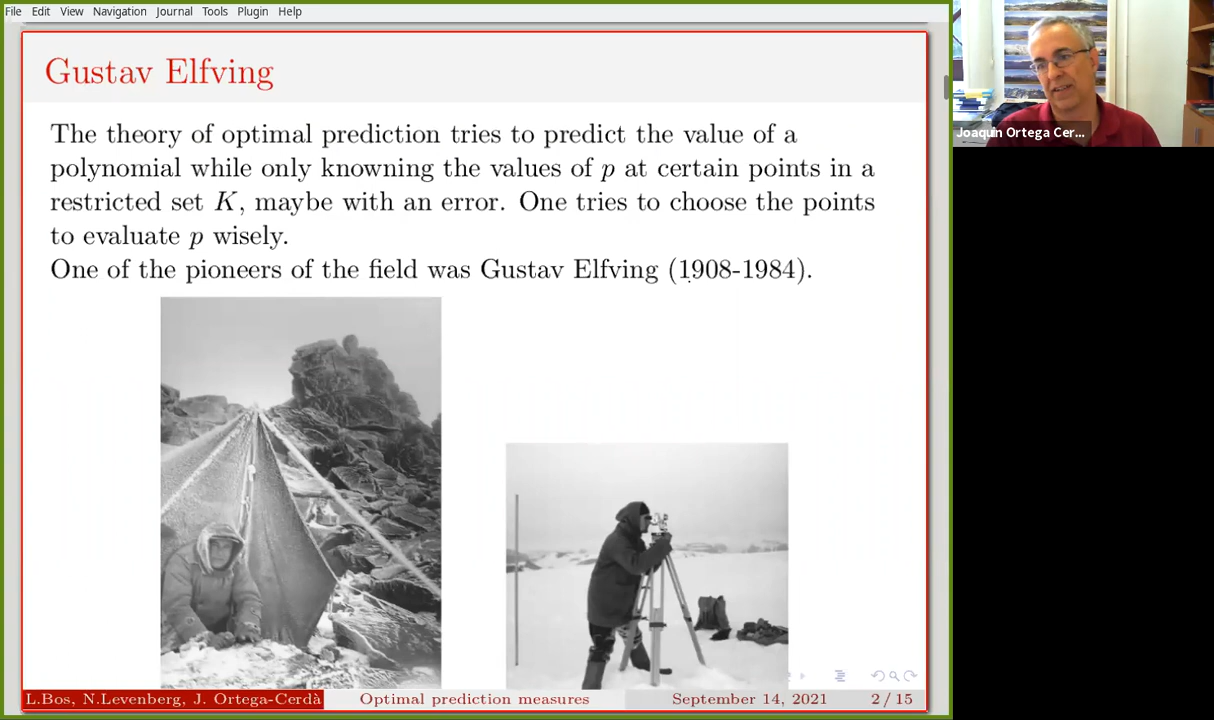 File Edit View Navigation Journal Tools Plugin Help
Gustav Elfving
The theory of optimal prediction tries to predict the value of a
polynomial while only knowning the values of p at certain points in a
restricted set K, maybe with an error. One tries to choose the points
to evaluate p wisely.
One of the pioneers of the field was Gustav Elfving (1908-1984).
Joaquín Ortega Cer...
L.Bos, N.Levenberg, J. Ortega-Cerdà Optimal prediction measures September 14, 2021 2 / 15